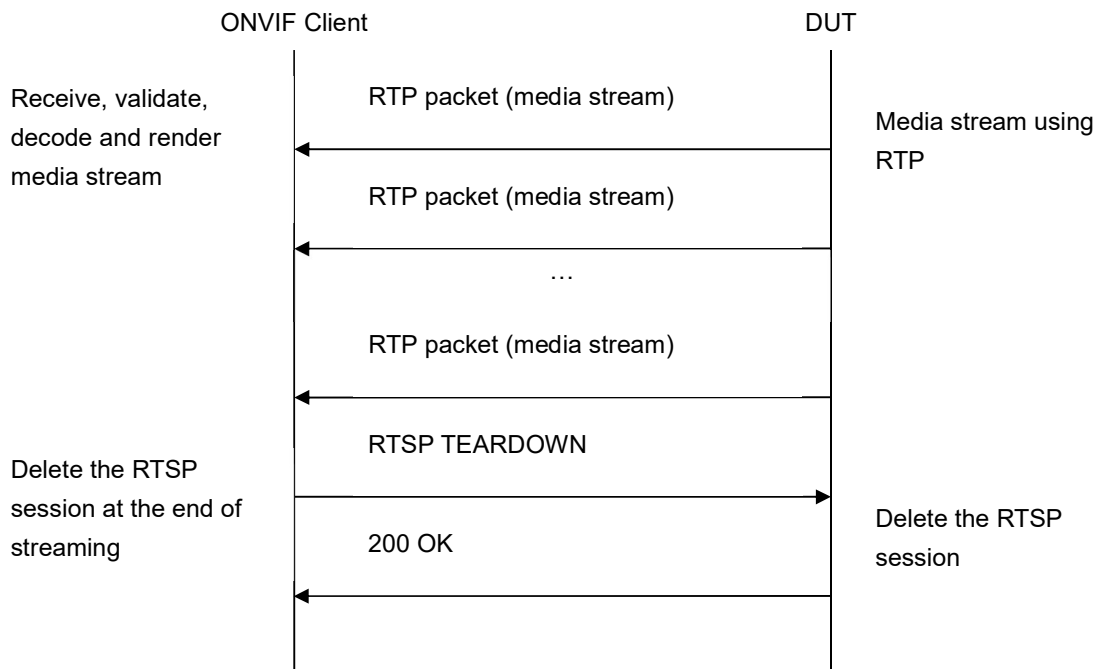 ONVIF Client
DUT
Receive, validate,
decode and render
media stream
RTP packet (media stream)
Media stream using
RTP
RTP packet (media stream)
…
RTP packet (media stream)
RTSP TEARDOWN
Delete the RTSP
session at the end of
streaming
200 OK
Delete the RTSP
session